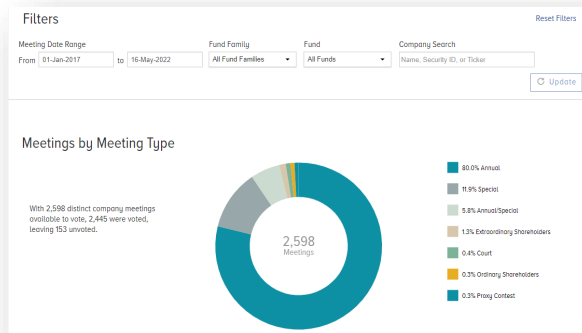 Filters
Reset Filters
Meeting Date Range
Fund Family
Fund
Company Search
From 01-Jan-2017 to 16-May-2022
All Fund Families
All Funds
Name, Security ID, or Ticker
Update
Meetings by Meeting Type
With 2,598 distinct company meetings
available to vote, 2,445 were voted,
leaving 153 unvoted.
2,598
Meetings
80.0% Annual
11.9% Special
5.8% Annual/Special
1.3% Extraordinary Shareholders
0.4% Court
0.3% Ordinary Shareholders
0.3% Proxy Contest